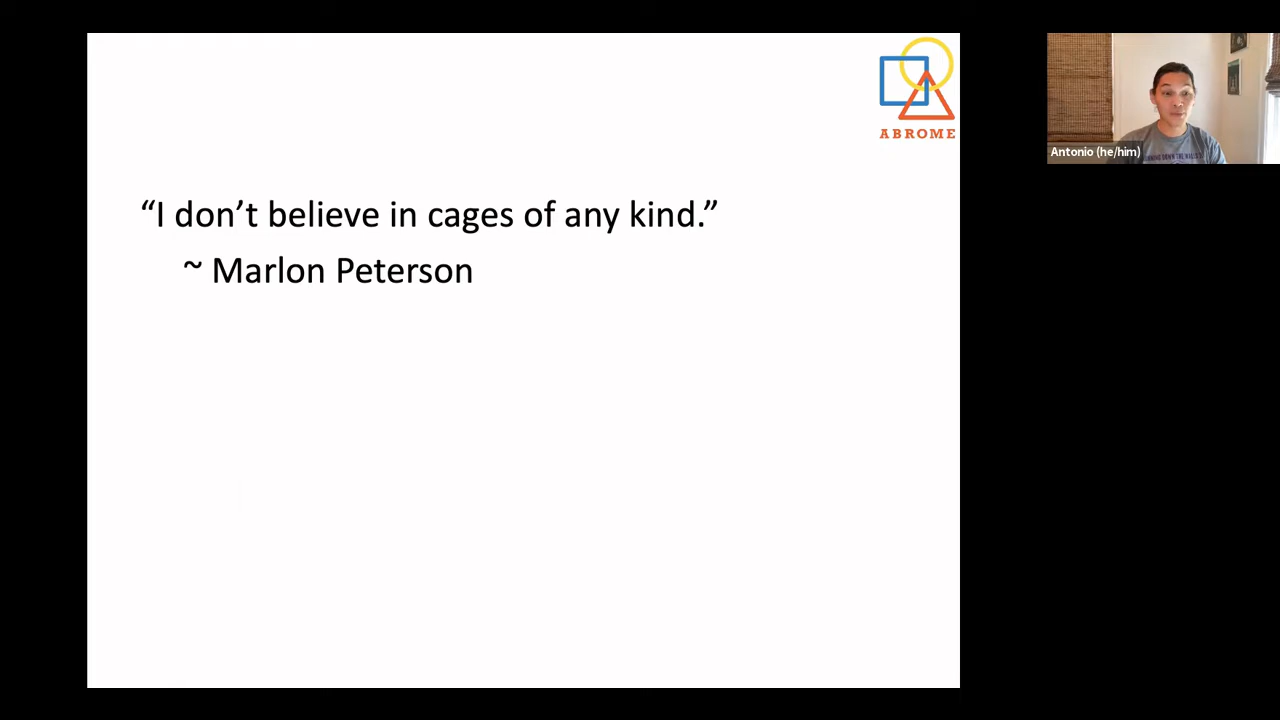 ABROME
“I don’t believe in cages of any kind.”
~ Marlon Peterson
Antonio (he/him)